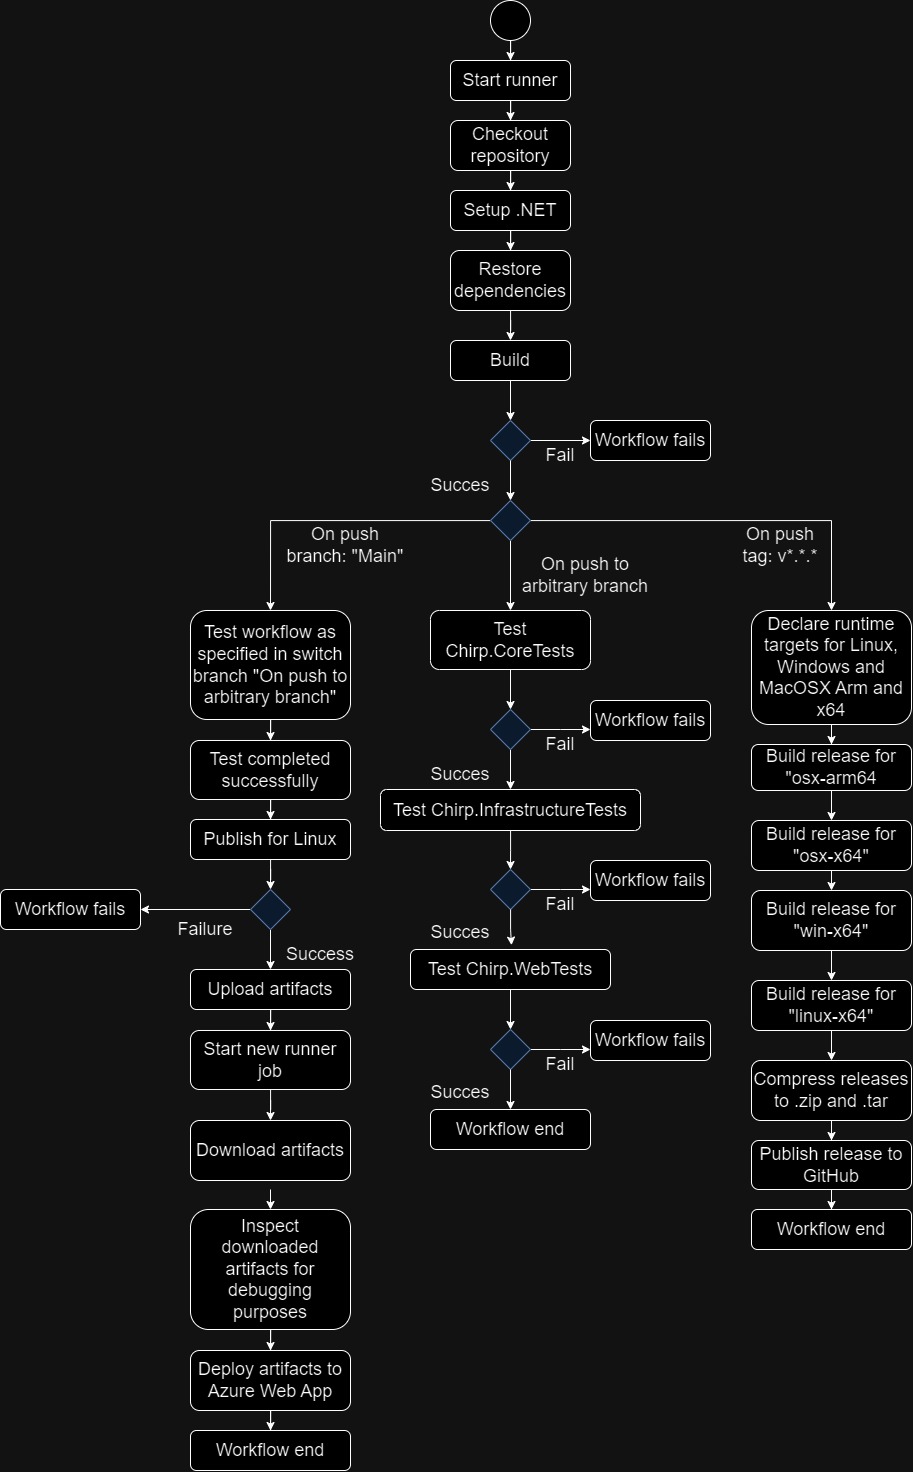 Start runner
Checkout
repository
Setup .NET
Restore
dependencies
Build
Workflow fails
Fail
Succes
On push
branch: "Main"
On push to
arbitrary branch
On push
tag: v*.*.*
Test workflow as
specified in switch
branch "On push to
arbitrary branch"
Test completed
successfully
Publish for Linux
Workflow fails
Failure
Success
Upload artifacts
Start new runner
job
Download artifacts
Inspect
downloaded
artifacts for
debugging
purposes
Deploy artifacts to
Azure Web App
Workflow end
Test
Chirp.CoreTests
Workflow fails
Fail
Succes
Test Chirp.InfrastructureTests
Workflow fails
Fail
Succes
Test Chirp.WebTests
Workflow fails
Fail
Succes
Workflow end
Declare runtime
targets for Linux,
Windows and
MacOSX Arm and
x64
Build release for
"osx-arm64
Build release for
"osx-x64"
Build release for
"win-x64"
Build release for
"linux-x64"
Compress releases
to .zip and .tar
Publish release to
GitHub
Workflow end